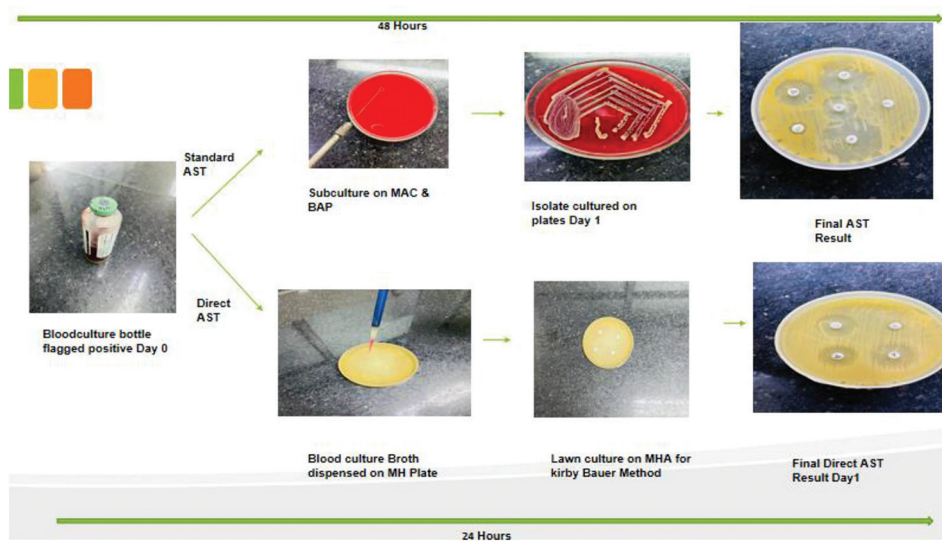 48 Hours
Standard
AST
Subculture on MAC &
BAP
Isolate cultured on
plates Day 1
Final AST
Result
Bloodculture bottle
flagged positive Day 0
Direct
AST
Blood culture Broth
dispensed on MH Plate
Lawn culture on MHA for
kirby Bauer Method
Final Direct AST
Result Day1
24 Hours